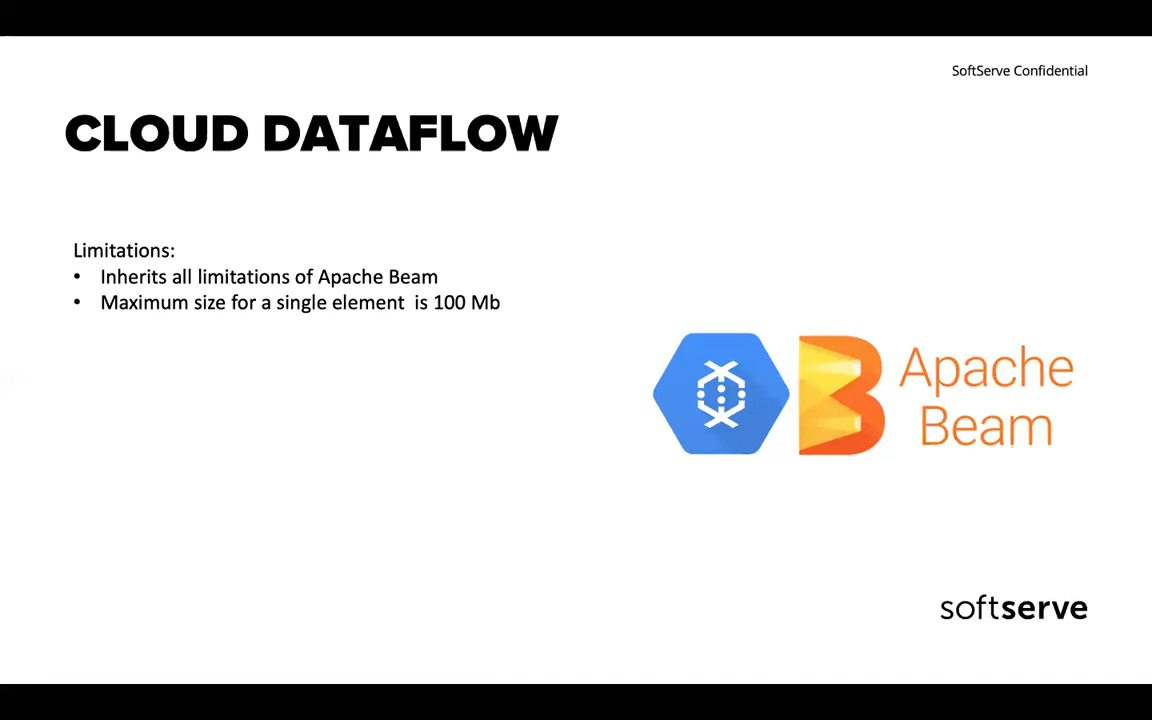 SoftServe Confidential
CLOUD DATAFLOW
Limitations:
• Inherits all limitations of Apache Beam
• Maximum size for a single element  is 100 Mb
Apache
Beam
softserve